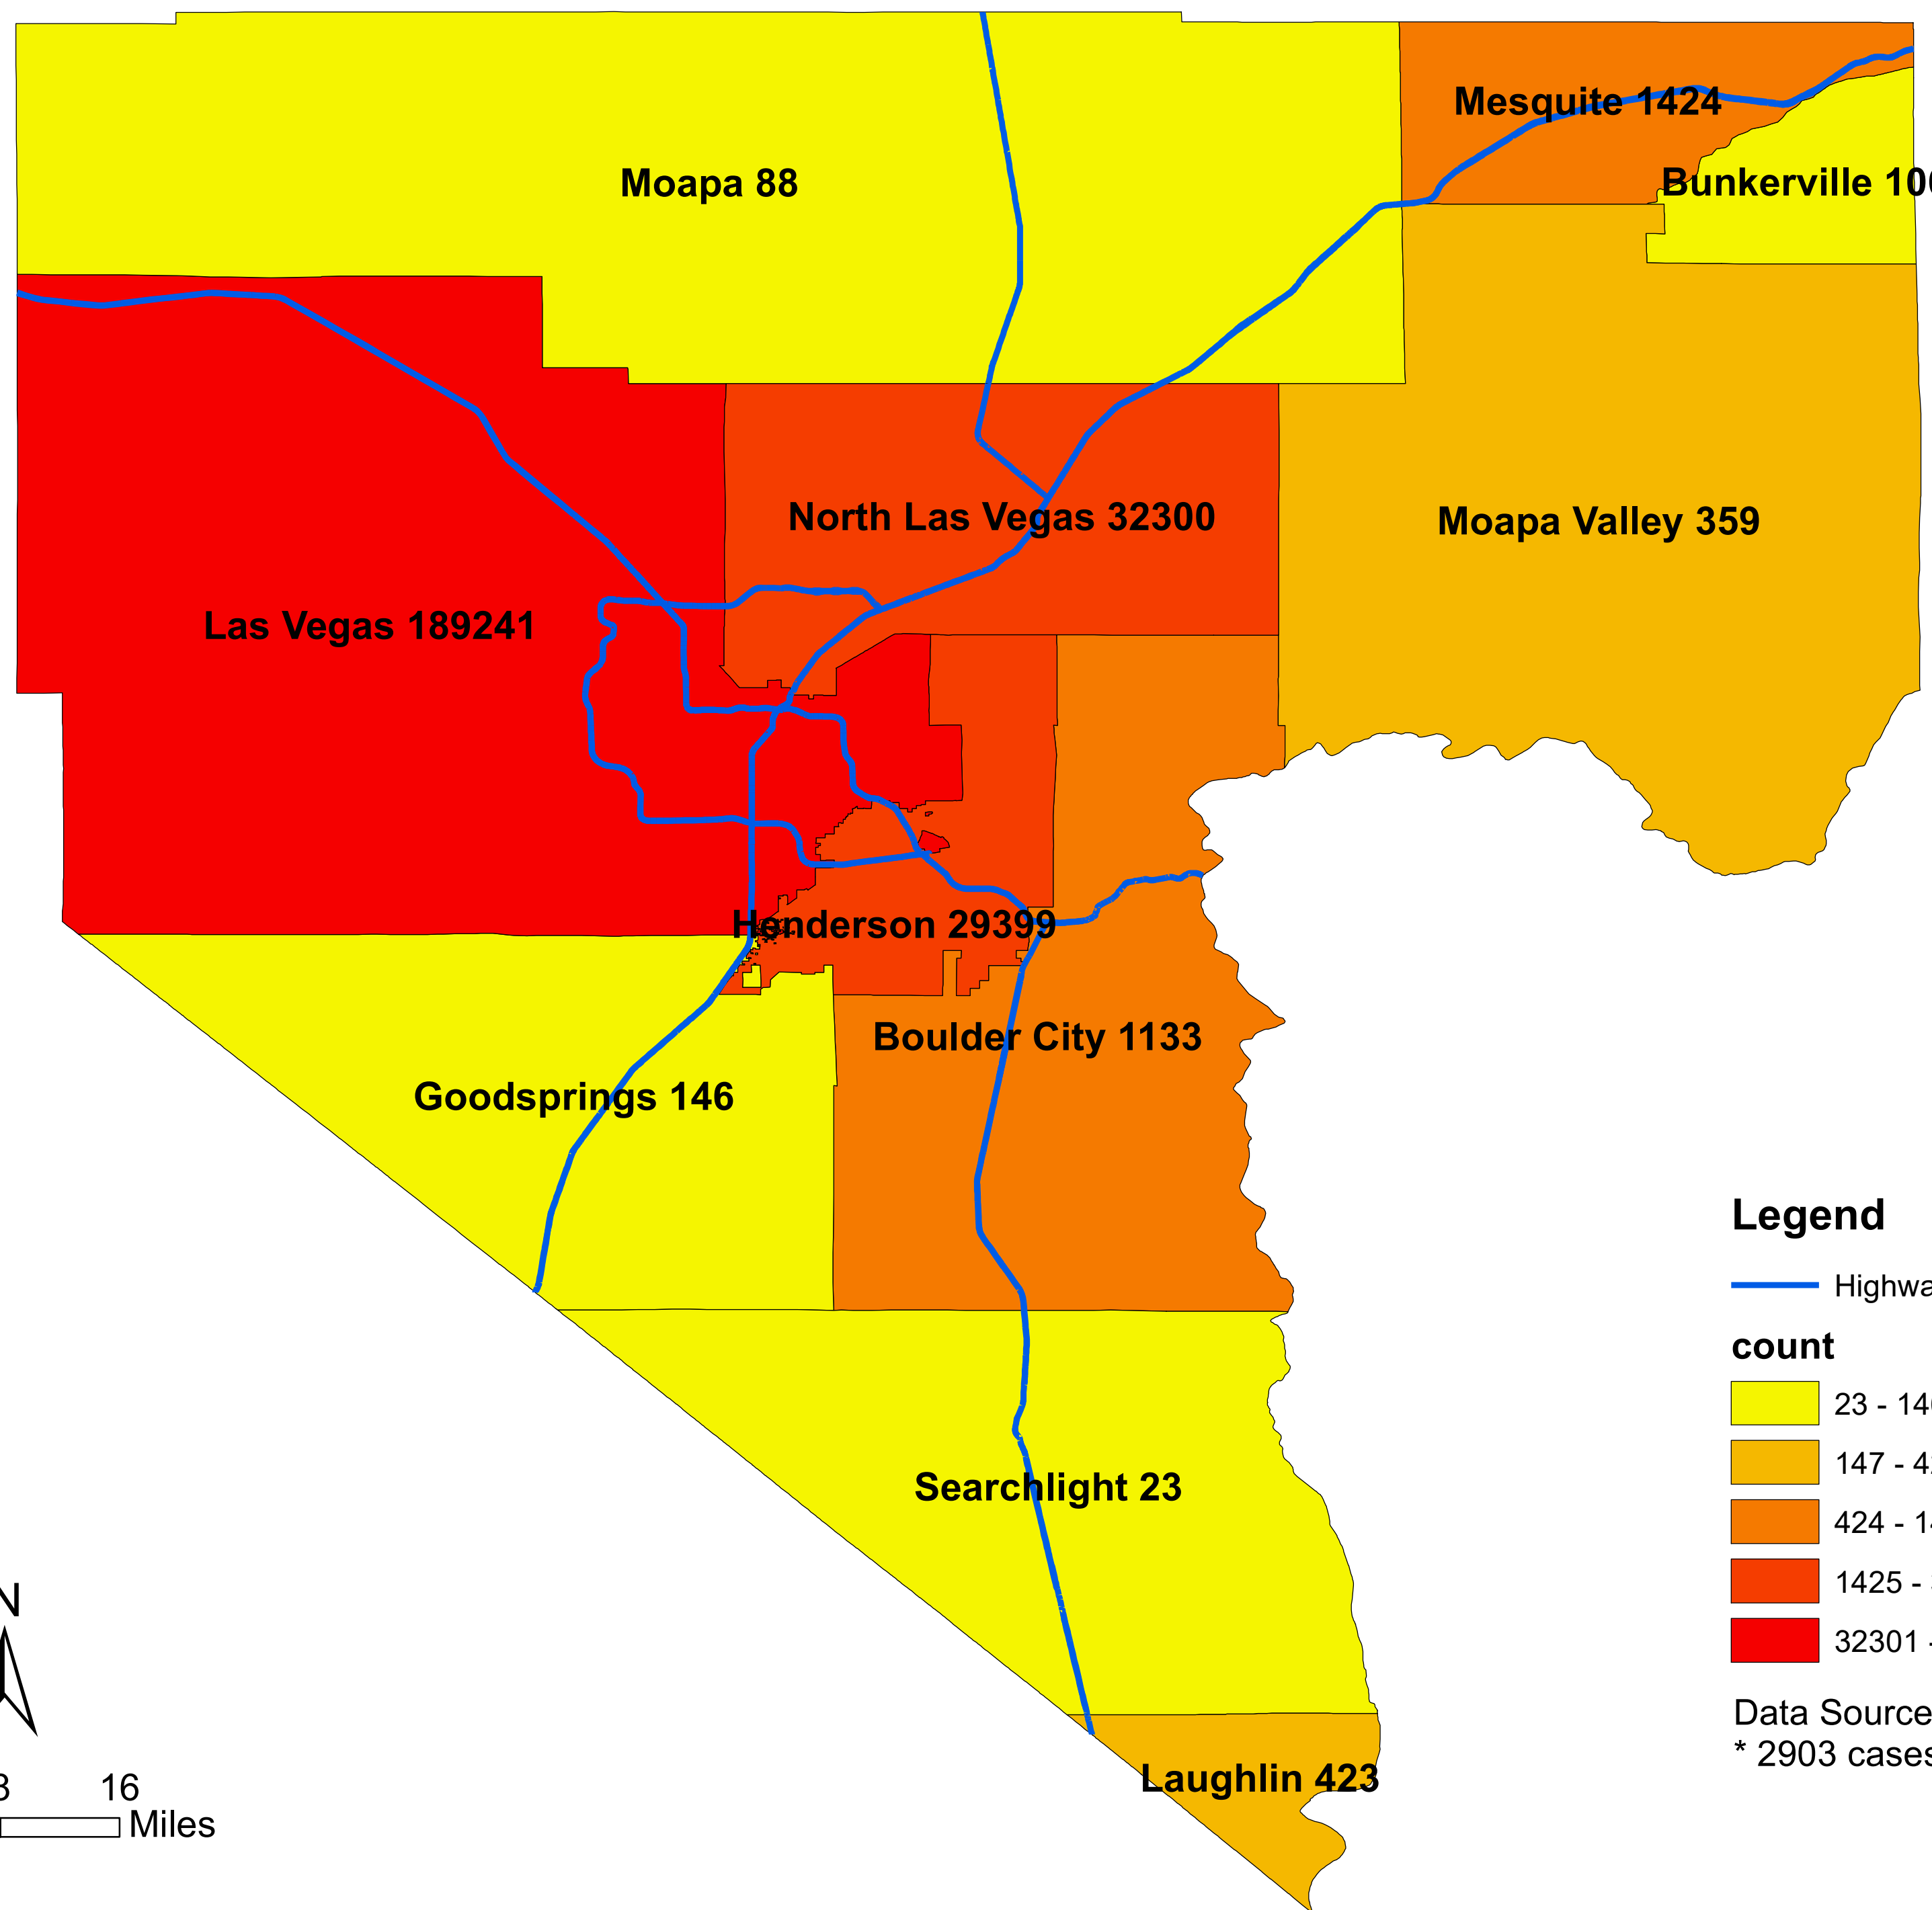 Mesquite 1424
Moapa 88
Bunkerville
North Las Vegas 32300
Moapa Valley 359
Las Vegas 189241
Henderson 29399
Boulder City 1133
Goodsprings 146
Legend
count
23 -
147 -
Searchlight 23
424 -
1425 -
N
32301 -
Data Source
* 2903 cases
Laughlin 423
16
Miles